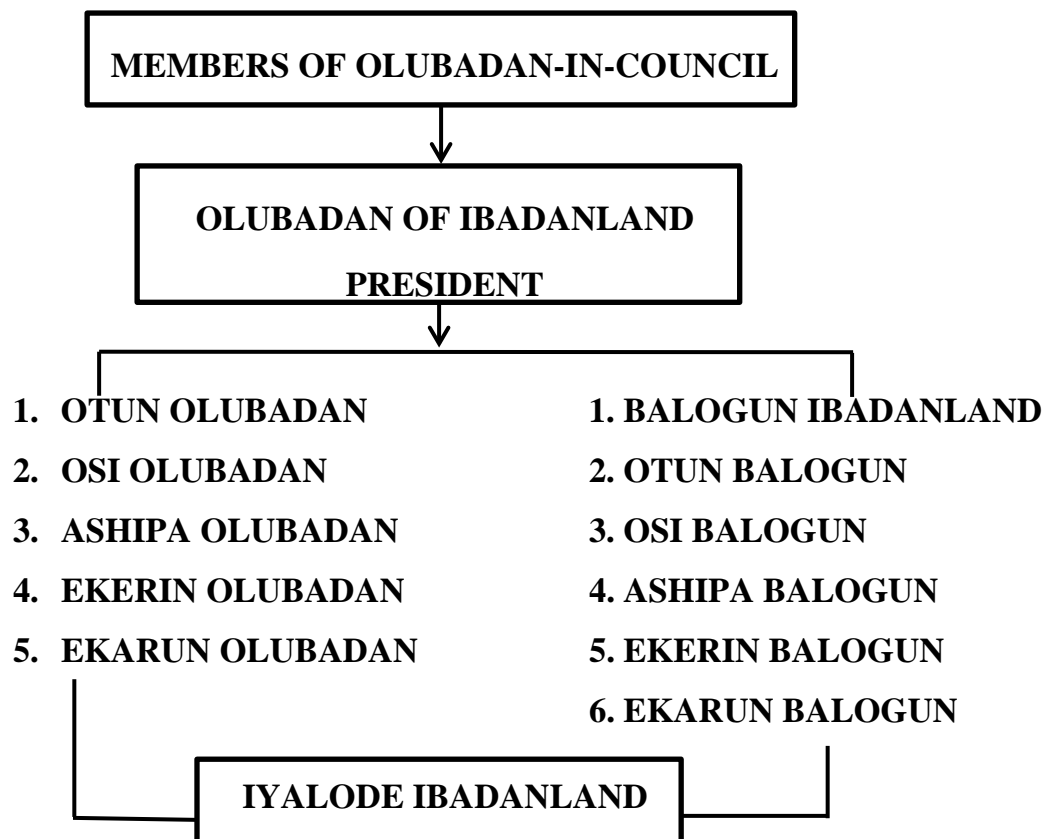 MEMBERS OF OLUBADAN-IN-COUNCIL
OLUBADAN OF IBADANLAND
PRESIDENT
1. OTUN OLUBADAN
2. OSI OLUBADAN
3. ASHIPA OLUBADAN
4. EKERIN OLUBADAN
5. EKARUN OLUBADAN
1. BALOGUN IBADANLAND
2. OTUN BALOGUN
3. OSI BALOGUN
4. ASHIPA BALOGUN
5. EKERIN BALOGUN
6. EKARUN BALOGUN
IYALODE IBADANLAND